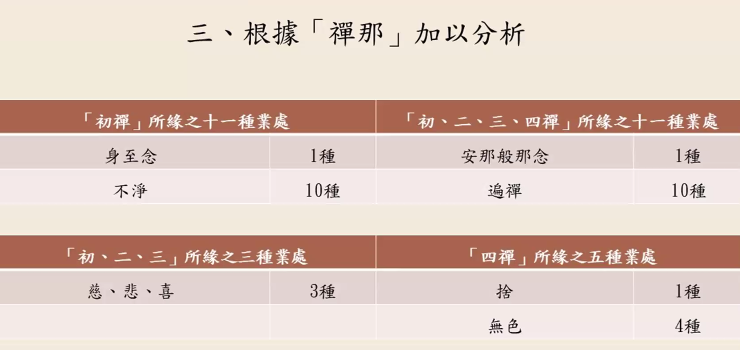 三、根據「禪那」加以分析
「初禪」所緣之十一種業處 「初、二、三、四禪」所緣之十一種業處
身至念 1種 安那般那念 1種
不淨 10種 遍禪 10種
「初、二、三」所緣之三種業處 「四禪」所緣之五種業處
慈、悲、喜 3種 捨 1種
無色 4種